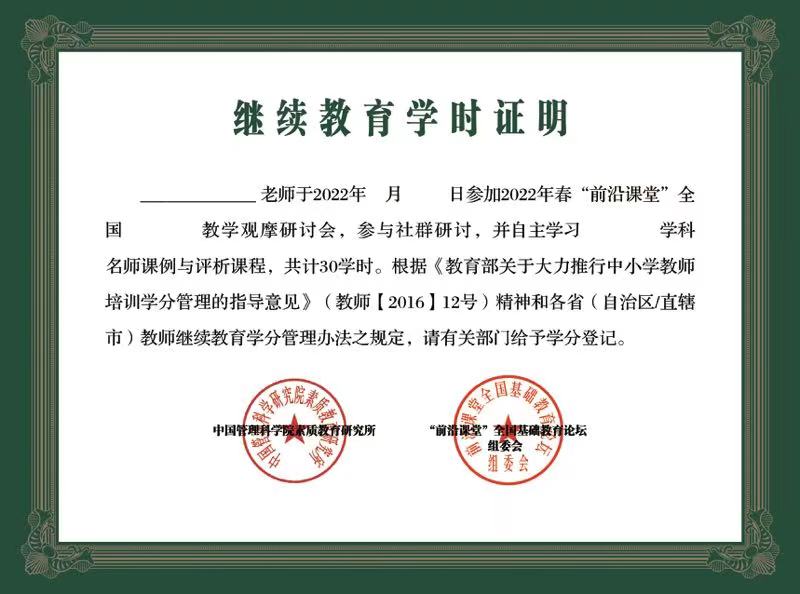 继续教育学时证明
____________老师于2022年 月 日参加2022年春“前沿课堂”全
国 教学观摩研讨会，参与社群研讨，并自主学习 学科
名师课例与评析课程，共计30学时。根据《教育部关于大力推行中小学教师
培训学分管理的指导意见》（教师【2016】12号）精神和各省（自治区/直辖
市）教师继续教育学分管理办法之规定，请有关部门给予学分登记。
中国管理科学研究院素质教育研究所
中国管理科学院素质教育研究所
“前沿课堂”全国基础教育论坛
组委会
前沿课堂全国基础教育论坛
组委会